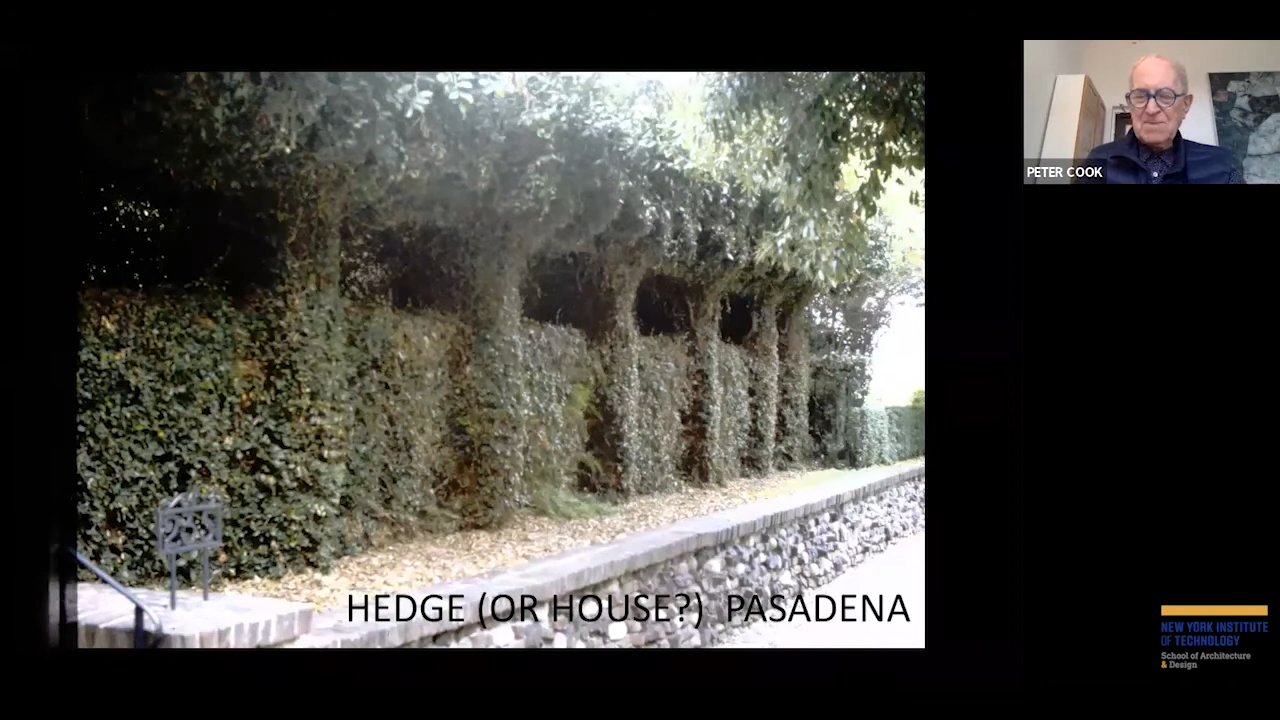 PETER COOK
HEDGE (OR HOUSE?) PASADENA
NEW YORK INSTITUTE
OF TECHNOLOGY
School of Architecture
& Design